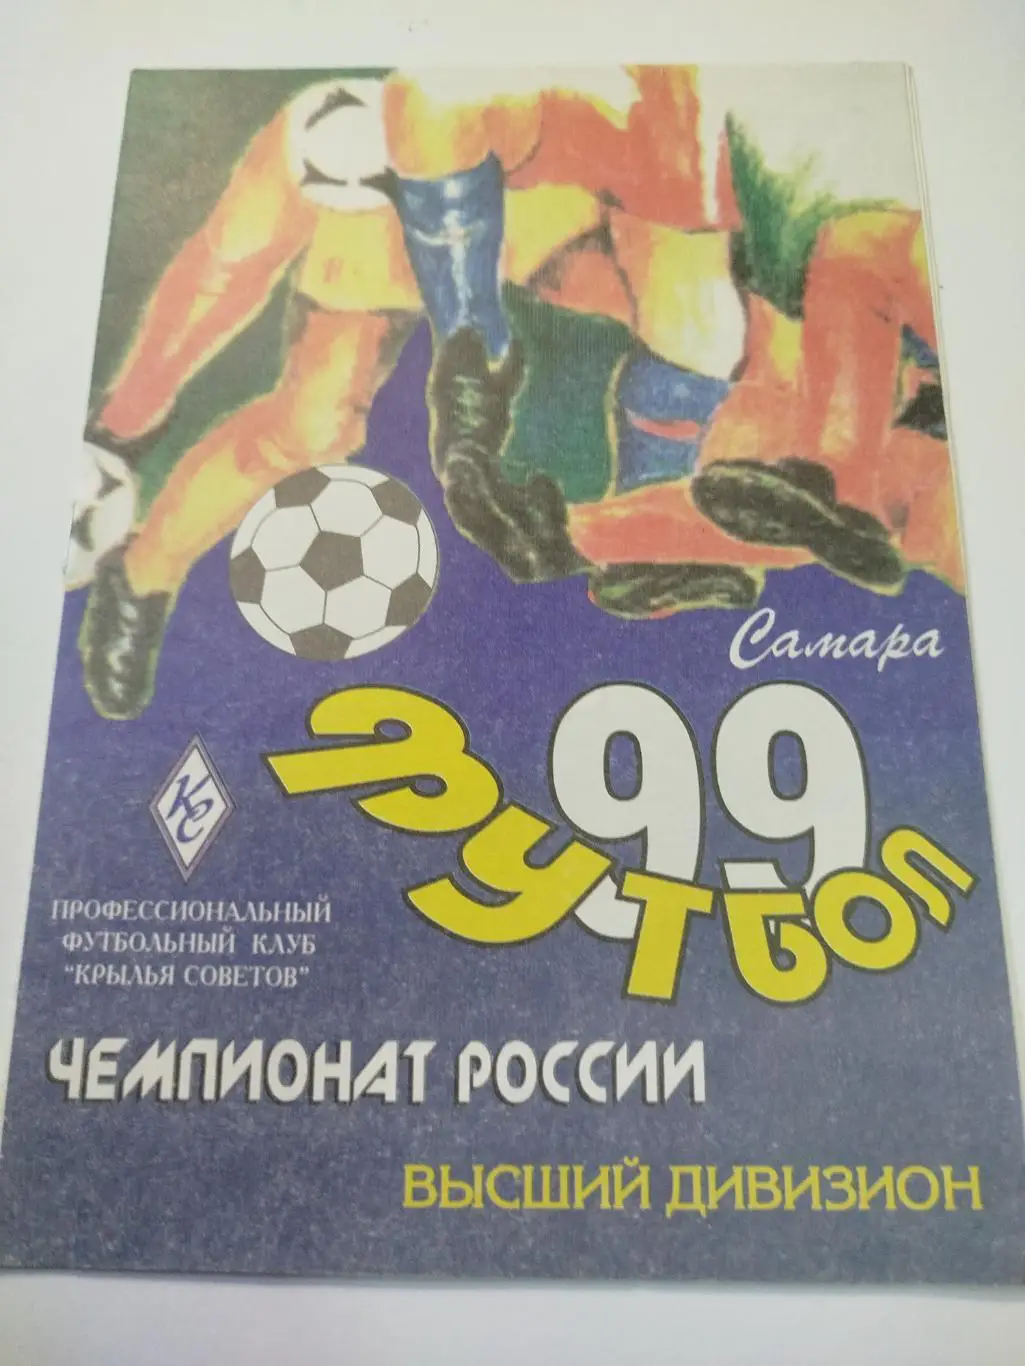 Самара
99
Футбол
КС
ПРОФЕССИОНАЛЬНЫЙ
ФУТБОЛЬНЫЙ КЛУБ
"КРЫЛЬЯ СОВЕТОВ"
ЧЕМПИОНАТ РОССИИ
ВЫСШИЙ ДИВИЗИОН